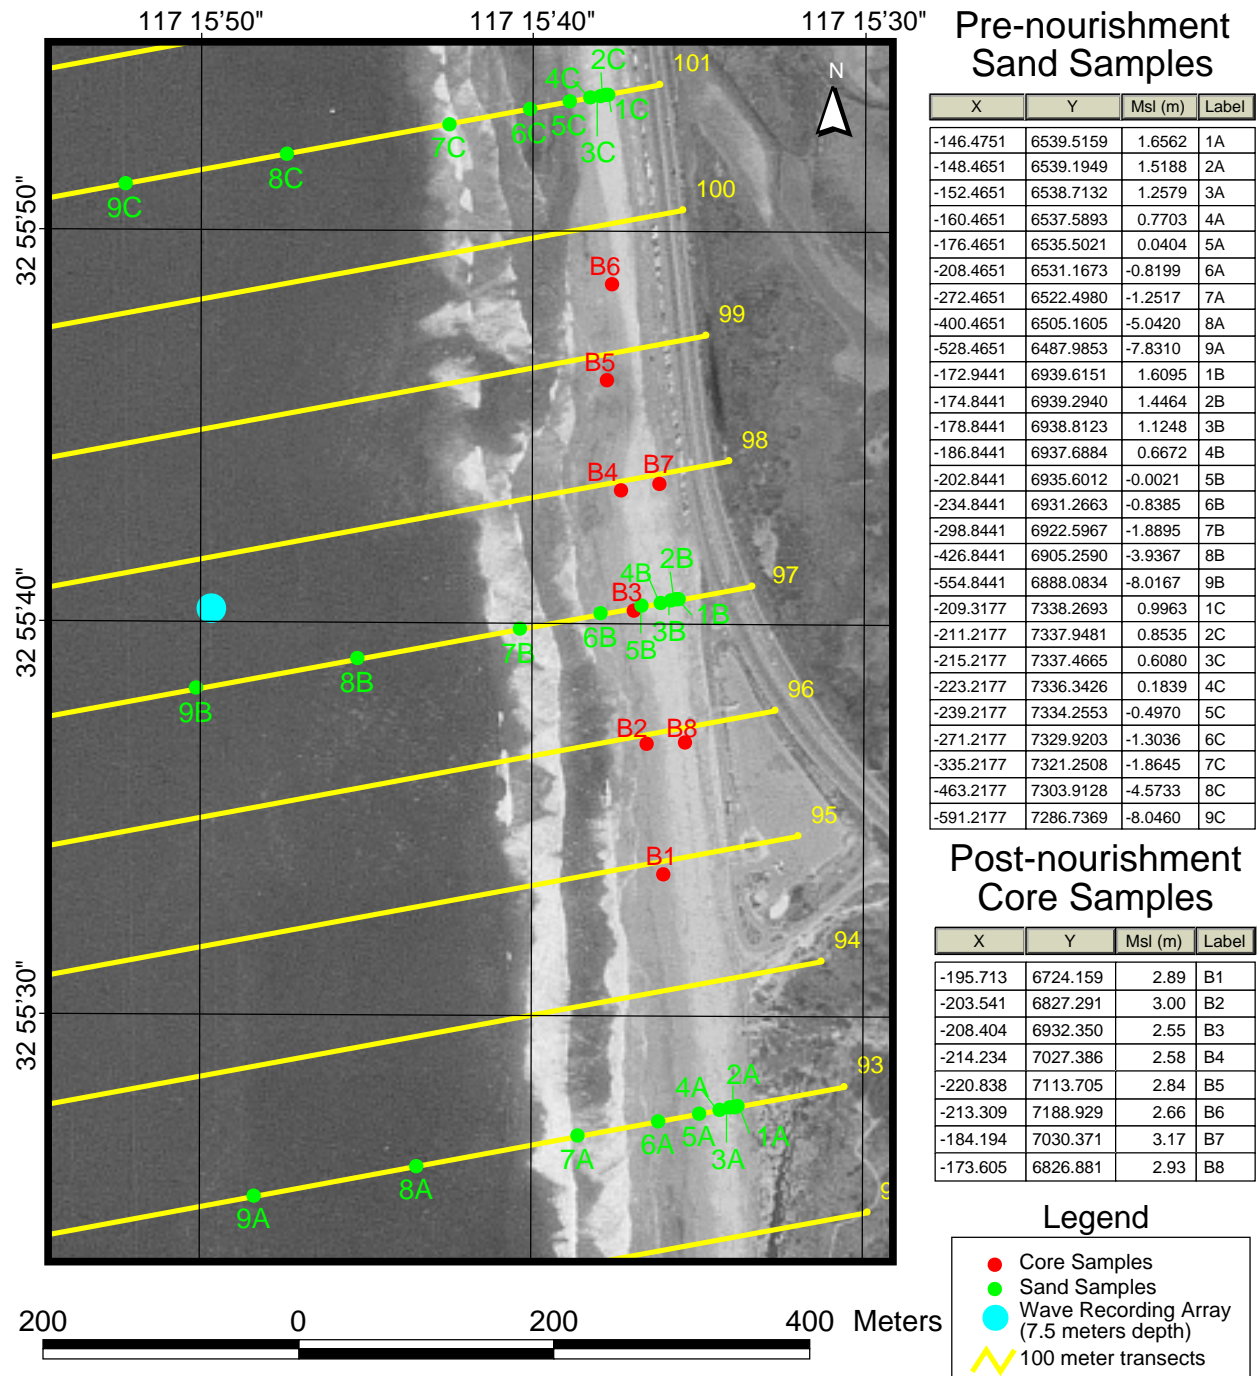 117 15'50" 117 15'40" 117 15'30"
32 55'50"
32 55'40"
32 55'30"
N
101
2C
4C
1C
3C
5C
6C
7C
8C
9C
100
B6
99
B5
98
B4 B7
97
2B
4B
B3
1B
3B
5B
6B
7B
8B
9B
96
B2 B8
95
B1
94
93
2A
4A
1A
3A
5A
6A
7A
8A
9A
200 0 200 400 Meters
Pre-nourishment
Sand Samples
X Y Msl (m) Label
-146.4751 6539.5159 1.6562 1A
-148.4651 6539.1949 1.5188 2A
-152.4651 6538.7132 1.2579 3A
-160.4651 6537.5893 0.7703 4A
-176.4651 6535.5021 0.0404 5A
-208.4651 6531.1673 -0.8199 6A
-272.4651 6522.4980 -1.2517 7A
-400.4651 6505.1605 -5.0420 8A
-528.4651 6487.9853 -7.8310 9A
-172.9441 6939.6151 1.6095 1B
-174.8441 6939.2940 1.4464 2B
-178.8441 6938.8123 1.1248 3B
-186.8441 6937.6884 0.6672 4B
-202.8441 6935.6012 -0.0021 5B
-234.8441 6931.2663 -0.8385 6B
-298.8441 6922.5967 -1.8895 7B
-426.8441 6905.2590 -3.9367 8B
-554.8441 6888.0834 -8.0167 9B
-209.3177 7338.2693 0.9963 1C
-211.2177 7337.9481 0.8535 2C
-215.2177 7337.4665 0.6080 3C
-223.2177 7336.3426 0.1839 4C
-239.2177 7334.2553 -0.4970 5C
-271.2177 7329.9203 -1.3036 6C
-335.2177 7321.2508 -1.8645 7C
-463.2177 7303.9128 -4.5733 8C
-591.2177 7286.7369 -8.0460 9C
Post-nourishment
Core Samples
X Y Msl (m) Label
-195.713 6724.159 2.89 B1
-203.541 6827.291 3.00 B2
-208.404 6932.350 2.55 B3
-214.234 7027.386 2.58 B4
-220.838 7113.705 2.84 B5
-213.309 7188.929 2.66 B6
-184.194 7030.371 3.17 B7
-173.605 6826.881 2.93 B8
Legend
Core Samples
Sand Samples
Wave Recording Array
(7.5 meters depth)
100 meter transects